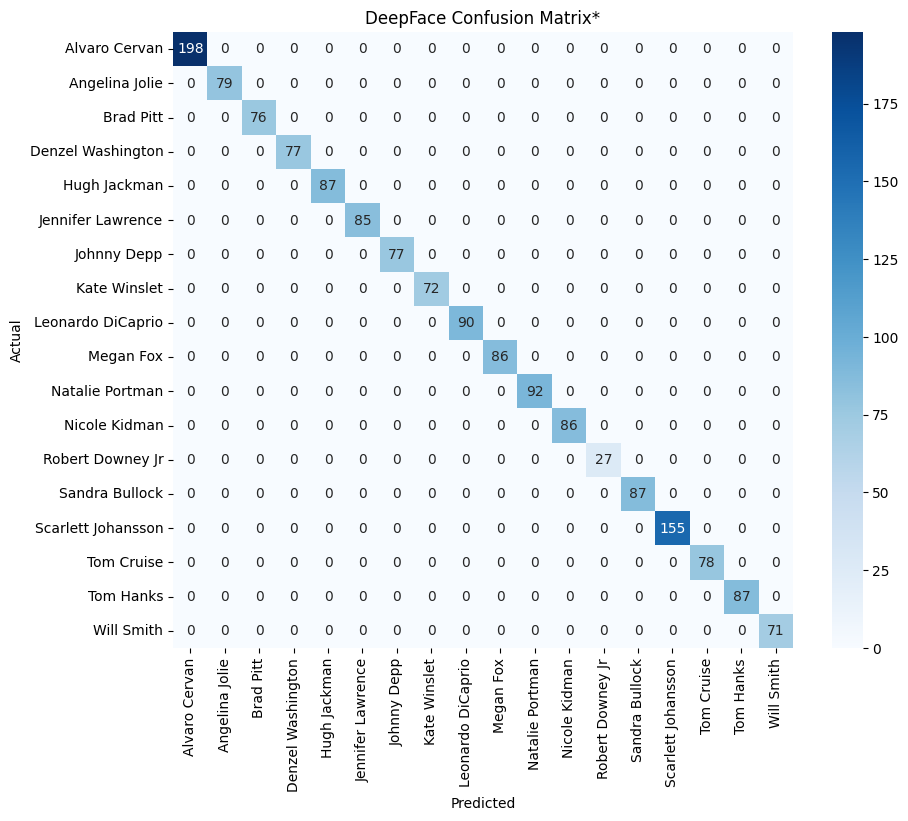 DeepFace Confusion Matrix*
Actual
Alvaro Cervan 198 0 0 0 0 0 0 0 0 0 0 0 0 0 0 0 0 0
Angelina Jolie 0 79 0 0 0 0 0 0 0 0 0 0 0 0 0 0 0 0
Brad Pitt 0 0 76 0 0 0 0 0 0 0 0 0 0 0 0 0 0 0
Denzel Washington 0 0 0 77 0 0 0 0 0 0 0 0 0 0 0 0 0 0
Hugh Jackman 0 0 0 0 87 0 0 0 0 0 0 0 0 0 0 0 0 0
Jennifer Lawrence 0 0 0 0 0 85 0 0 0 0 0 0 0 0 0 0 0 0
Johnny Depp 0 0 0 0 0 0 77 0 0 0 0 0 0 0 0 0 0 0
Kate Winslet 0 0 0 0 0 0 0 72 0 0 0 0 0 0 0 0 0 0
Leonardo DiCaprio 0 0 0 0 0 0 0 0 90 0 0 0 0 0 0 0 0 0
Megan Fox 0 0 0 0 0 0 0 0 0 86 0 0 0 0 0 0 0 0
Natalie Portman 0 0 0 0 0 0 0 0 0 0 92 0 0 0 0 0 0 0
Nicole Kidman 0 0 0 0 0 0 0 0 0 0 0 86 0 0 0 0 0 0
Robert Downey Jr 0 0 0 0 0 0 0 0 0 0 0 0 27 0 0 0 0 0
Sandra Bullock 0 0 0 0 0 0 0 0 0 0 0 0 0 87 0 0 0 0
Scarlett Johansson 0 0 0 0 0 0 0 0 0 0 0 0 0 0 155 0 0 0
Tom Cruise 0 0 0 0 0 0 0 0 0 0 0 0 0 0 0 78 0 0
Tom Hanks 0 0 0 0 0 0 0 0 0 0 0 0 0 0 0 0 87 0
Will Smith 0 0 0 0 0 0 0 0 0 0 0 0 0 0 0 0 0 71
Alvaro Cervan
Angelina Jolie
Brad Pitt
Denzel Washington
Hugh Jackman
Jennifer Lawrence
Johnny Depp
Kate Winslet
Leonardo DiCaprio
Megan Fox
Natalie Portman
Nicole Kidman
Robert Downey Jr
Sandra Bullock
Scarlett Johansson
Tom Cruise
Tom Hanks
Will Smith
Predicted
175
150
125
100
75
50
25
0